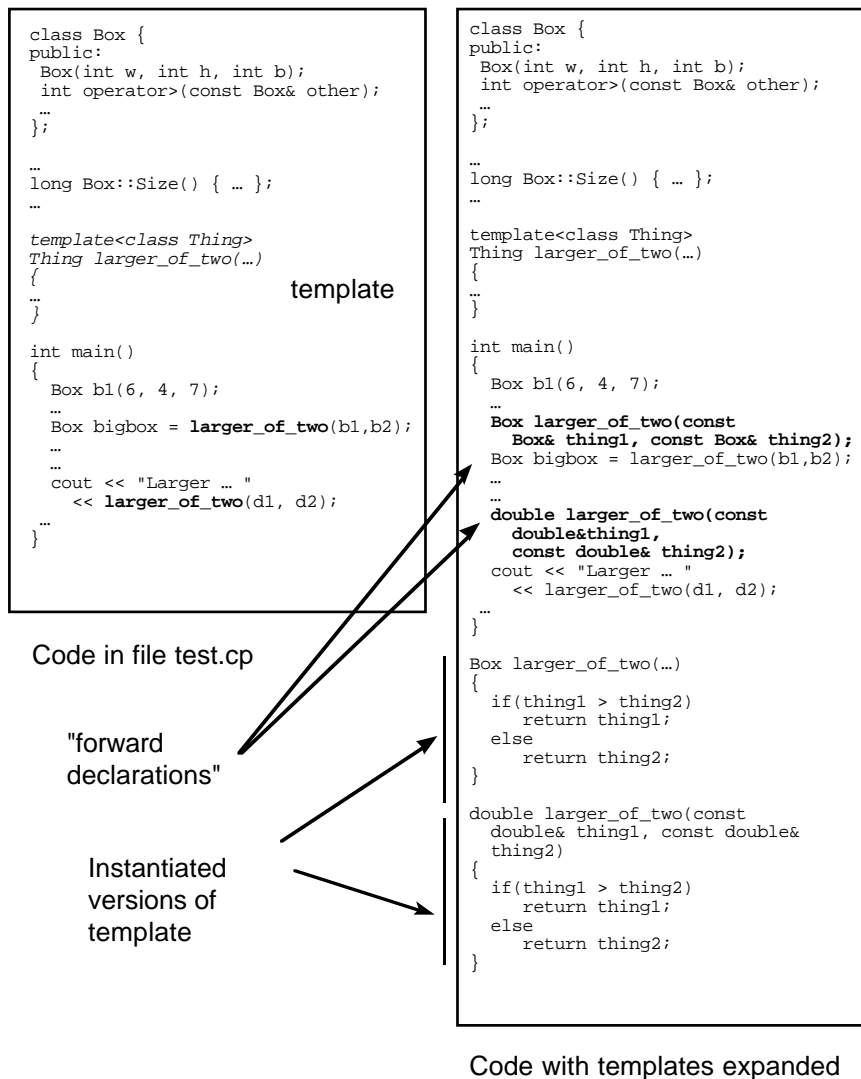 class Box {
public:
Box(int w, int h, int b);
int operator>(const Box& other);
…
};
…
long Box::Size() { … };
…
template<class Thing>
Thing larger_of_two(…)
{
…
}
template
int main()
{
Box b1(6, 4, 7);
…
Box bigbox = larger_of_two(b1,b2);
…
…
cout << "Larger … "
<< larger_of_two(d1, d2);
…
}
Code in file test.cp
"forward
declarations"
Instantiated
versions of
template
class Box {
public:
Box(int w, int h, int b);
int operator>(const Box& other);
…
};
…
long Box::Size() { … };
…
template<class Thing>
Thing larger_of_two(…)
{
…
}
int main()
{
Box b1(6, 4, 7);
…
Box larger_of_two(const
Box& thing1, const Box& thing2);
Box bigbox = larger_of_two(b1,b2);
…
…
double larger_of_two(const
double&thing1,
const double& thing2);
cout << "Larger … "
<< larger_of_two(d1, d2);
…
}
Box larger_of_two(…)
{
if(thing1 > thing2)
return thing1;
else
return thing2;
}
double larger_of_two(const
double& thing1, const double&
thing2)
{
if(thing1 > thing2)
return thing1;
else
return thing2;
}
Code with templates expanded